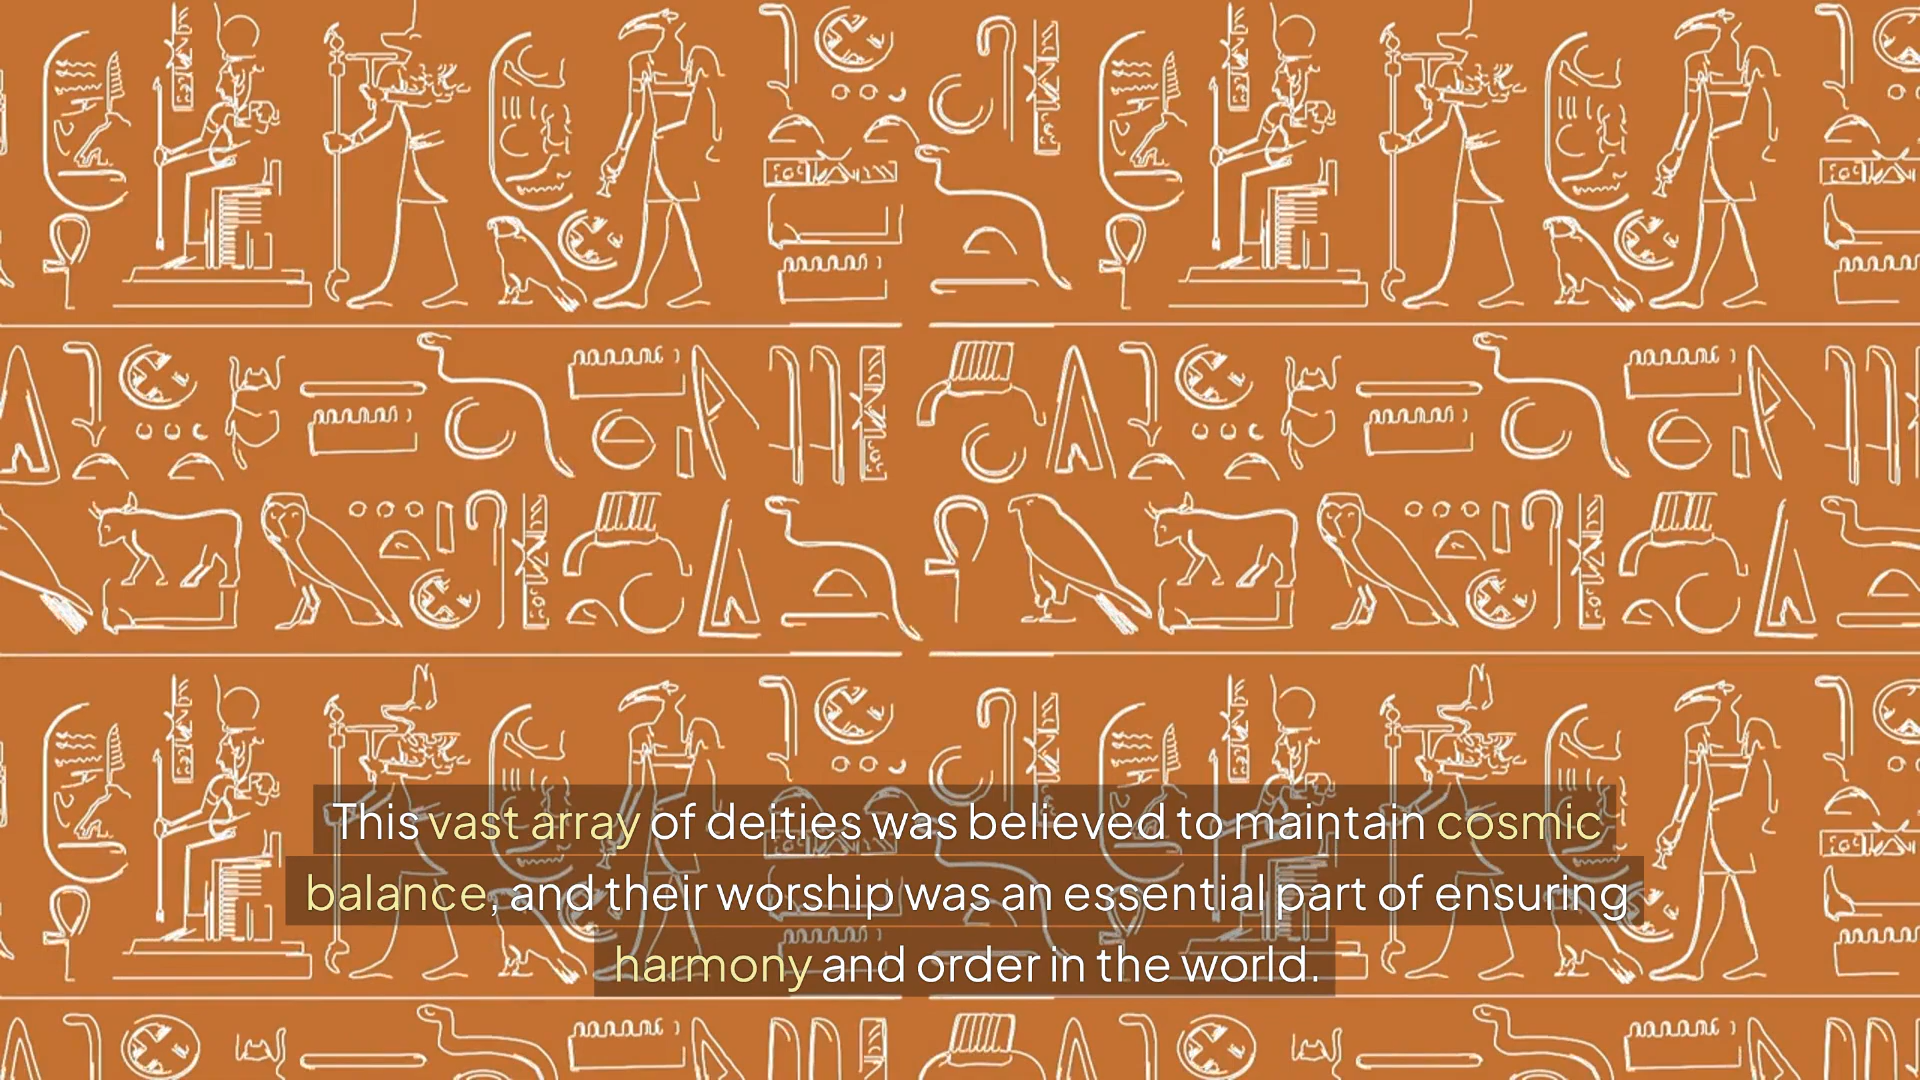 This vast array of deities was believed to maintain cosmic
balance, and their worship was an essential part of ensuring
harmony and order in the world.